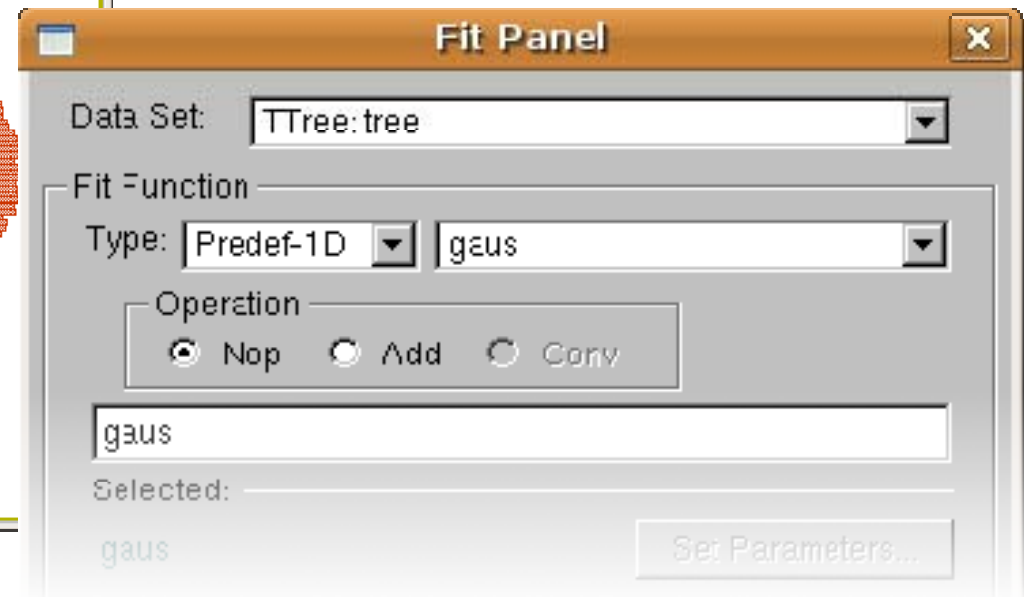 Fit Panel
Data Set: TTree: tree
Fit Function
Type: Predef-1D gaus
Operation
Nop Add Conv
gaus
Selected:
gaus Set Parameters...